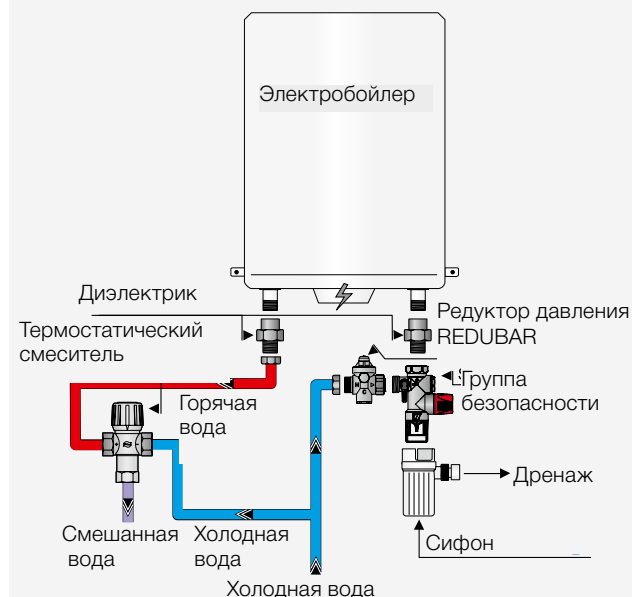 Электробойлер
Диэлектрик
Редуктор давления
REDUBAR
Термостатический
смеситель
Горячая
вода
Группа
безопасности
Дренаж
Смешанная
вода
Холодная
вода
Сифон
Холодная вода